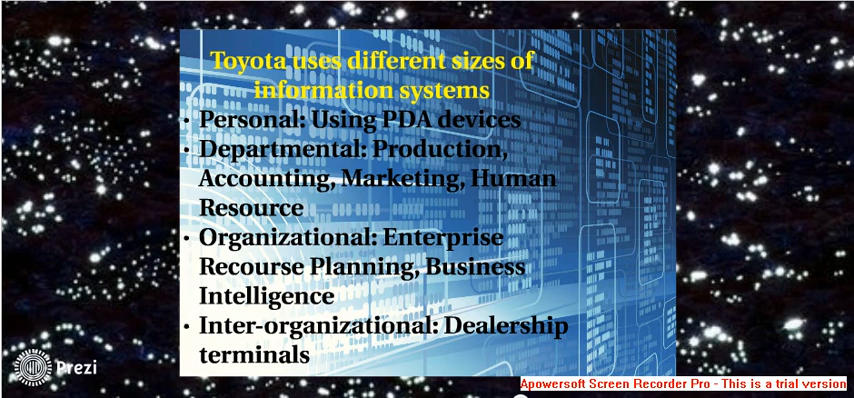 Toyota uses different sizes of
information systems
• Personal: Using PDA devices
• Departmental: Production,
Accounting, Marketing, Human
Resource
• Organizational: Enterprise
Recourse Planning, Business
Intelligence
• Inter-organizational: Dealership
terminals
Prezi
Apowersoft Screen Recorder Pro - This is a trial version